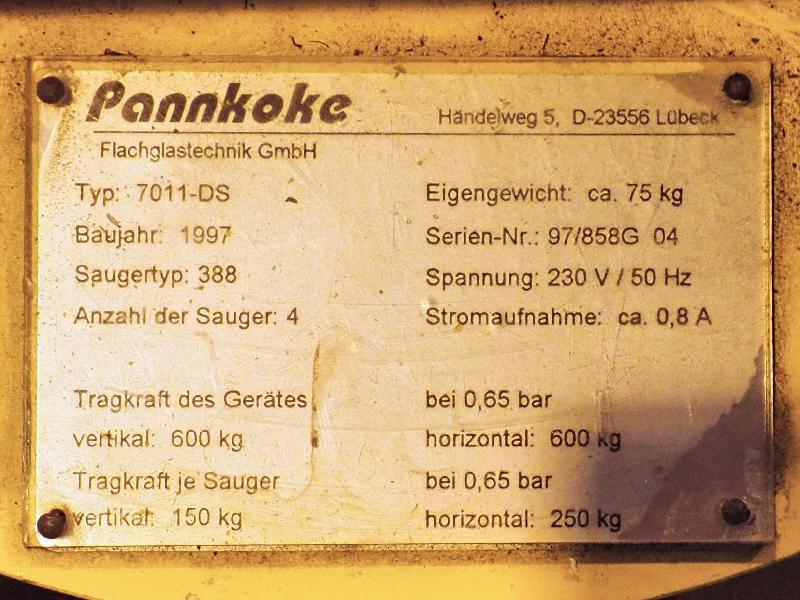 Pannkoke Händelweg 5, D-23556 Lübeck
Flachglastechnik GmbH
Typ: 7011-DS Eigengewicht: ca. 75 kg
Baujahr: 1997 Serien-Nr.: 97/858G 04
Saugertyp: 388 Spannung: 230 V / 50 Hz
Anzahl der Sauger: 4 Stromaufnahme: ca. 0,8 A
Tragkraft des Gerätes bei 0,65 bar
vertikal: 600 kg horizontal: 600 kg
Tragkraft je Sauger bei 0,65 bar
vertikal: 150 kg horizontal: 250 kg